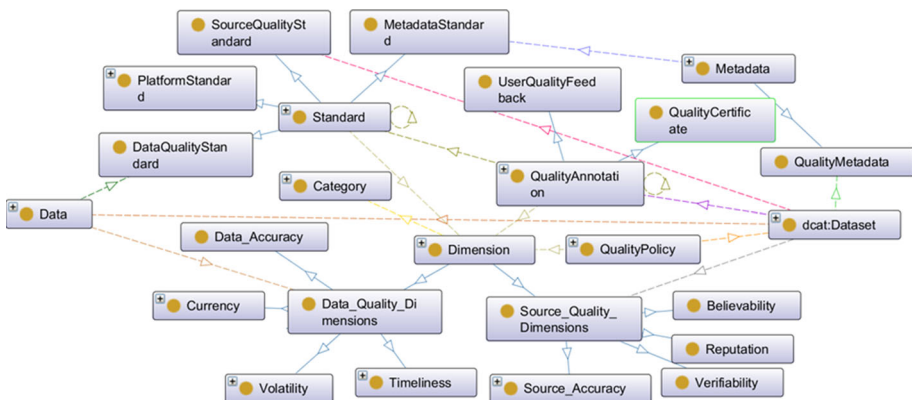 SourceQualitySt
andard
MetadataStandar
d
Metadata
PlatformStandar
d
UserQualityFeed
back
QualityCertific
ate
Standard
DataQualityStan
dard
QualityMetadata
Category
QualityAnnotati
on
Data
dcat:Dataset
Data_Accuracy
Dimension
QualityPolicy
Currency
Data_Quality_Di
mensions
Source_Quality_
Dimensions
Believability
Reputation
Volatility
Timeliness
Source_Accuracy
Verifiability